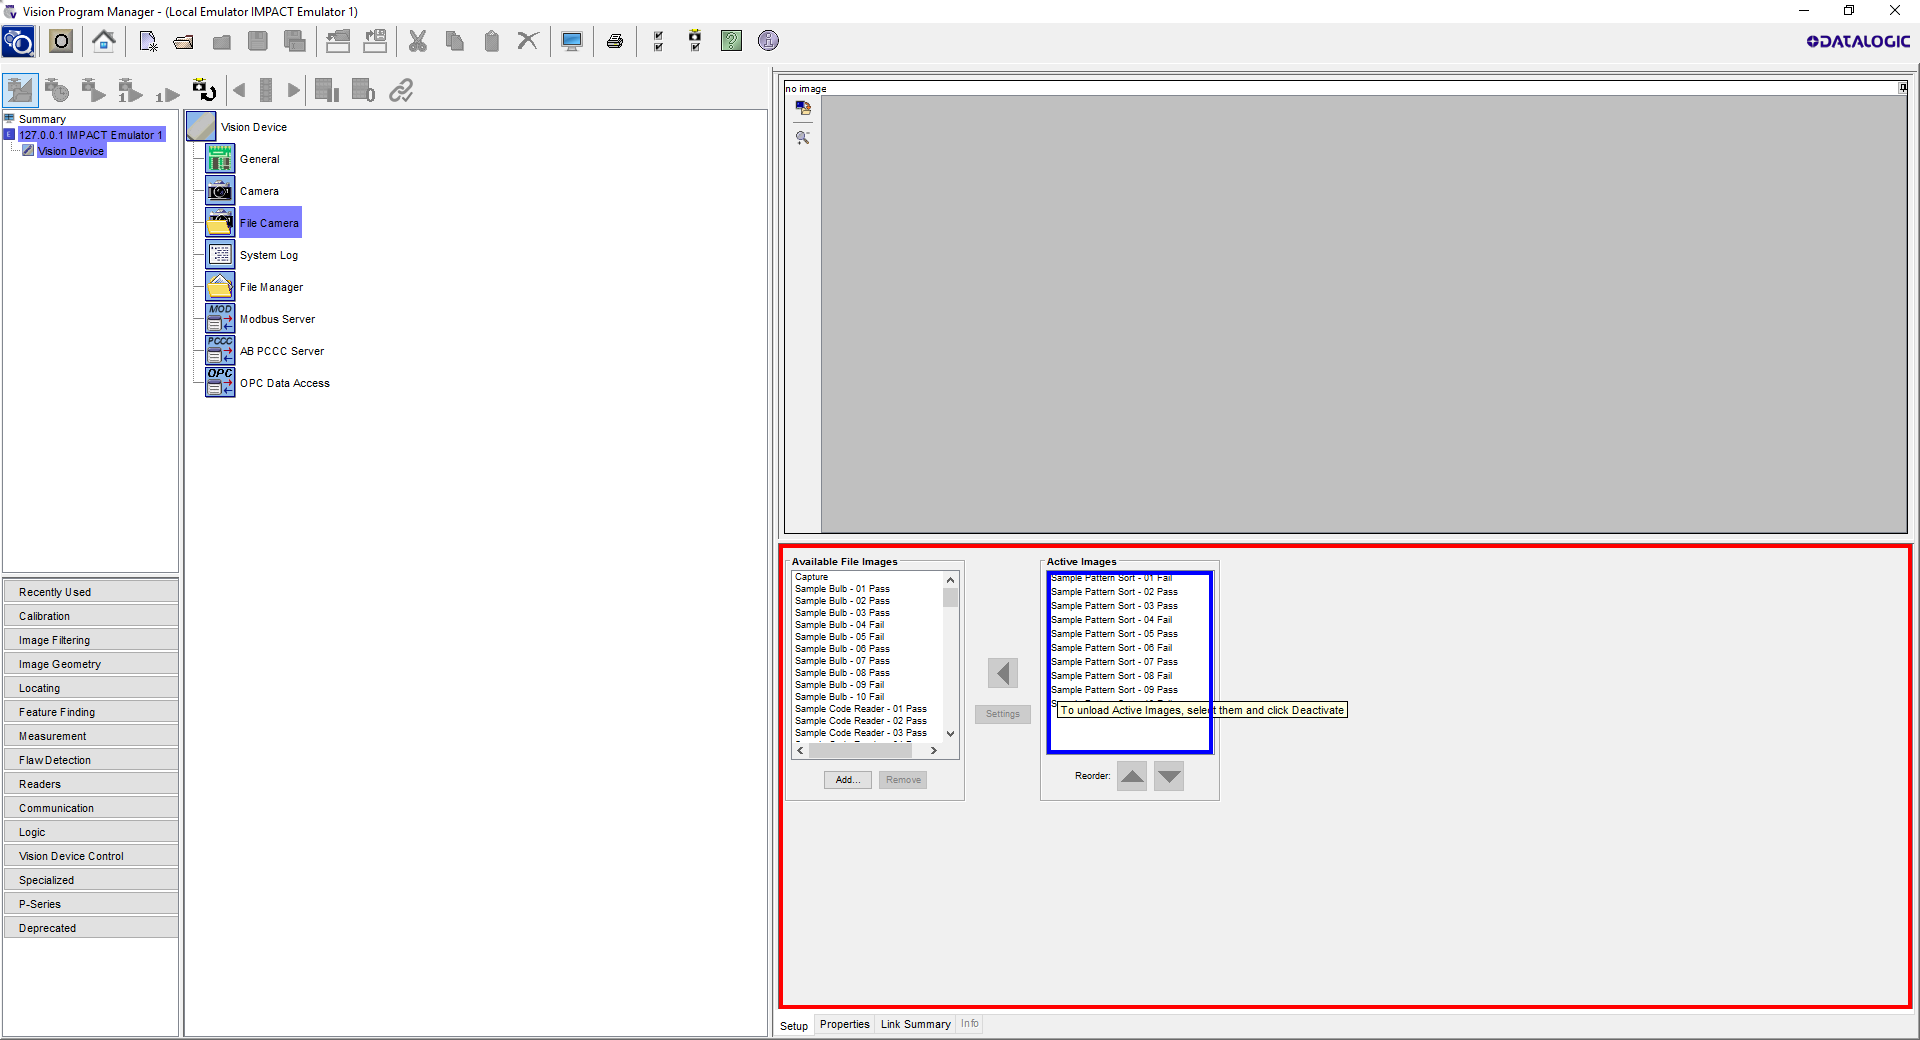 Vision Program Manager - (Local Emulator IMPACT Emulator 1)
DATALOGIC
Summary
127.0.0.1 IMPACT Emulator 1
Vision Device
Recently Used
Calibration
Image Filtering
Image Geometry
Locating
Feature Finding
Measurement
Flaw Detection
Readers
Communication
Logic
Vision Device Control
Specialized
P-Series
Deprecated
Vision Device
General
Camera
File Camera
System Log
File Manager
MOD
Modbus Server
PCCC
AB PCCC Server
OPC
OPC Data Access
no image
Available File Images
Capture
Sample Bulb - 01 Pass
Sample Bulb - 02 Pass
Sample Bulb - 03 Pass
Sample Bulb - 04 Fail
Sample Bulb - 05 Fail
Sample Bulb - 06 Pass
Sample Bulb - 07 Pass
Sample Bulb - 08 Pass
Sample Bulb - 09 Fail
Sample Bulb - 10 Fail
Sample Code Reader - 01 Pass
Sample Code Reader - 02 Pass
Sample Code Reader - 03 Pass
Add...
Remove
Settings
Active Images
Sample Pattern Sort - 01 Fail
Sample Pattern Sort - 02 Pass
Sample Pattern Sort - 03 Pass
Sample Pattern Sort - 04 Fail
Sample Pattern Sort - 05 Pass
Sample Pattern Sort - 06 Fail
Sample Pattern Sort - 07 Pass
Sample Pattern Sort - 08 Fail
Sample Pattern Sort - 09 Pass
To unload Active Images, select them and click Deactivate
Reorder:
Setup
Properties
Link Summary
Info